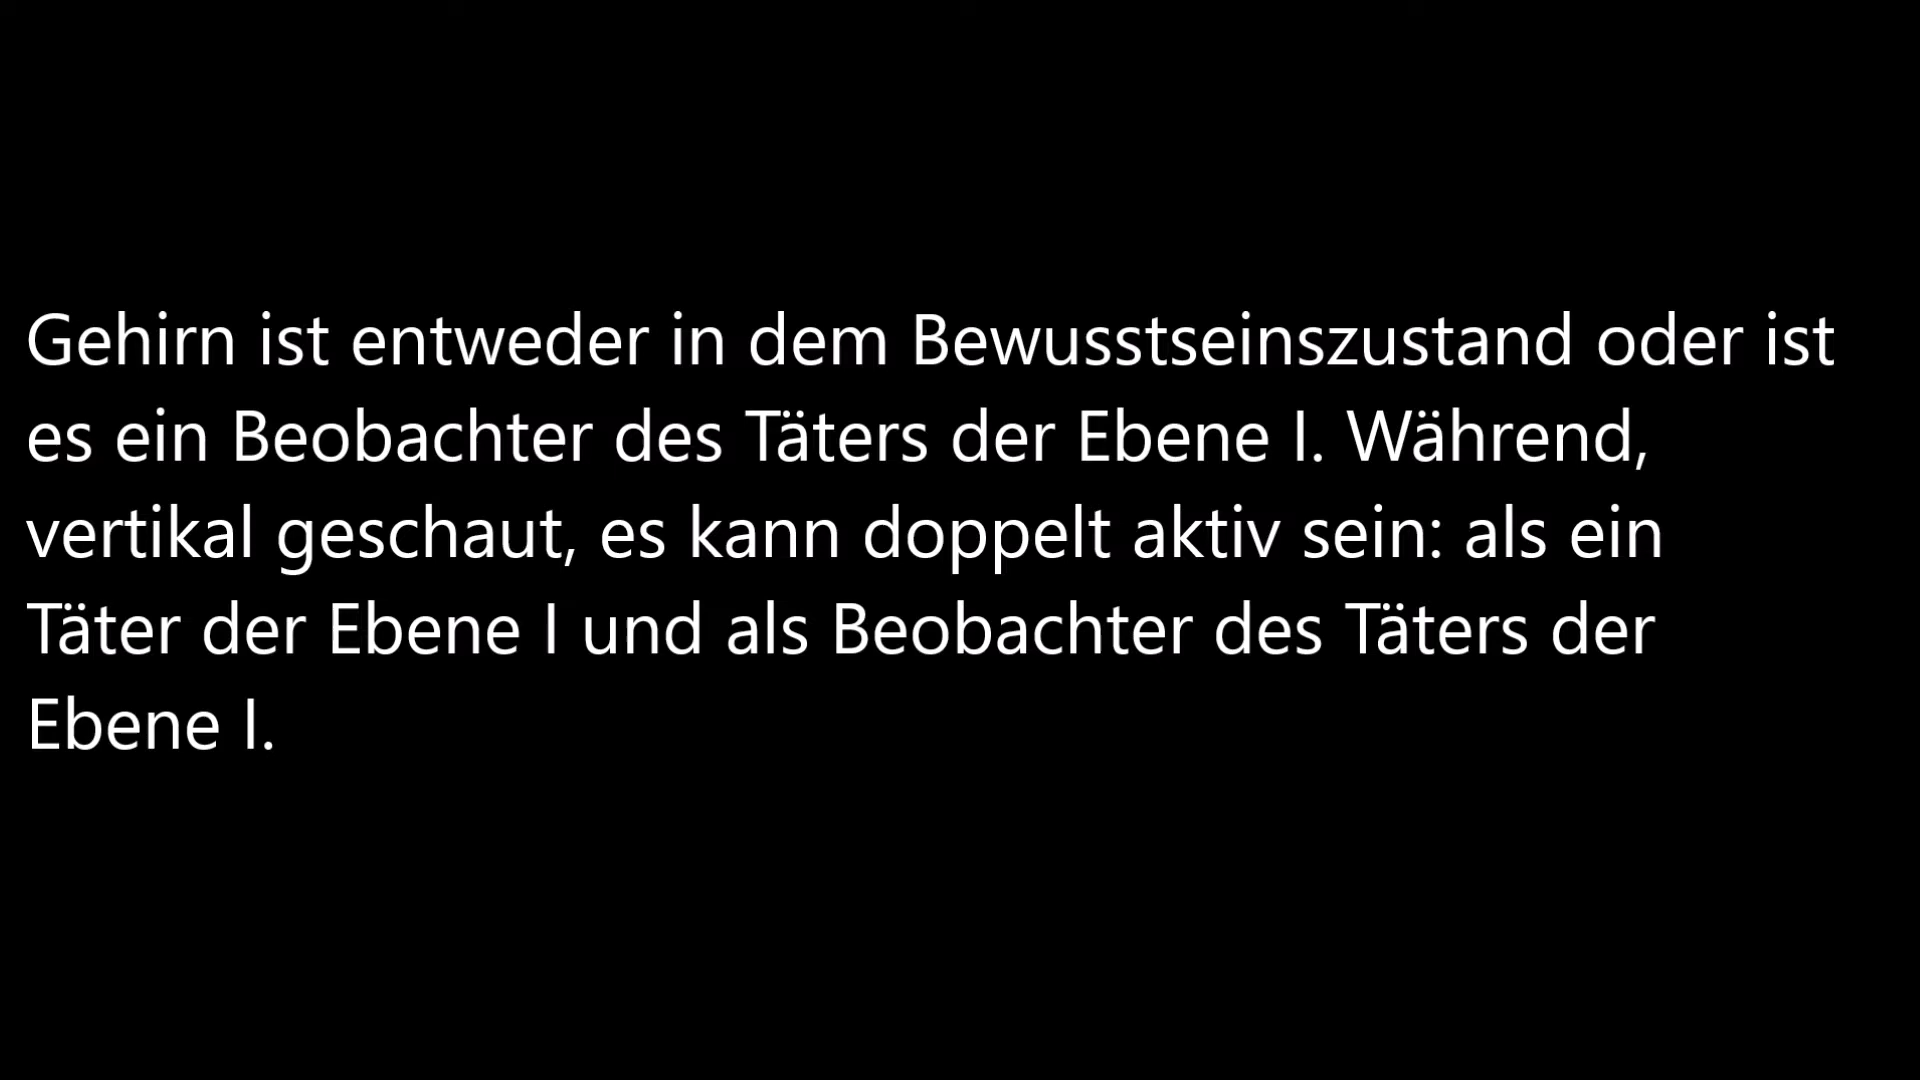 Gehirn ist entweder in dem Bewusstseinszustand oder ist
es ein Beobachter des Täters der Ebene I. Während,
vertikal geschaut, es kann doppelt aktiv sein: als ein
Täter der Ebene I und als Beobachter des Täters der
Ebene I.